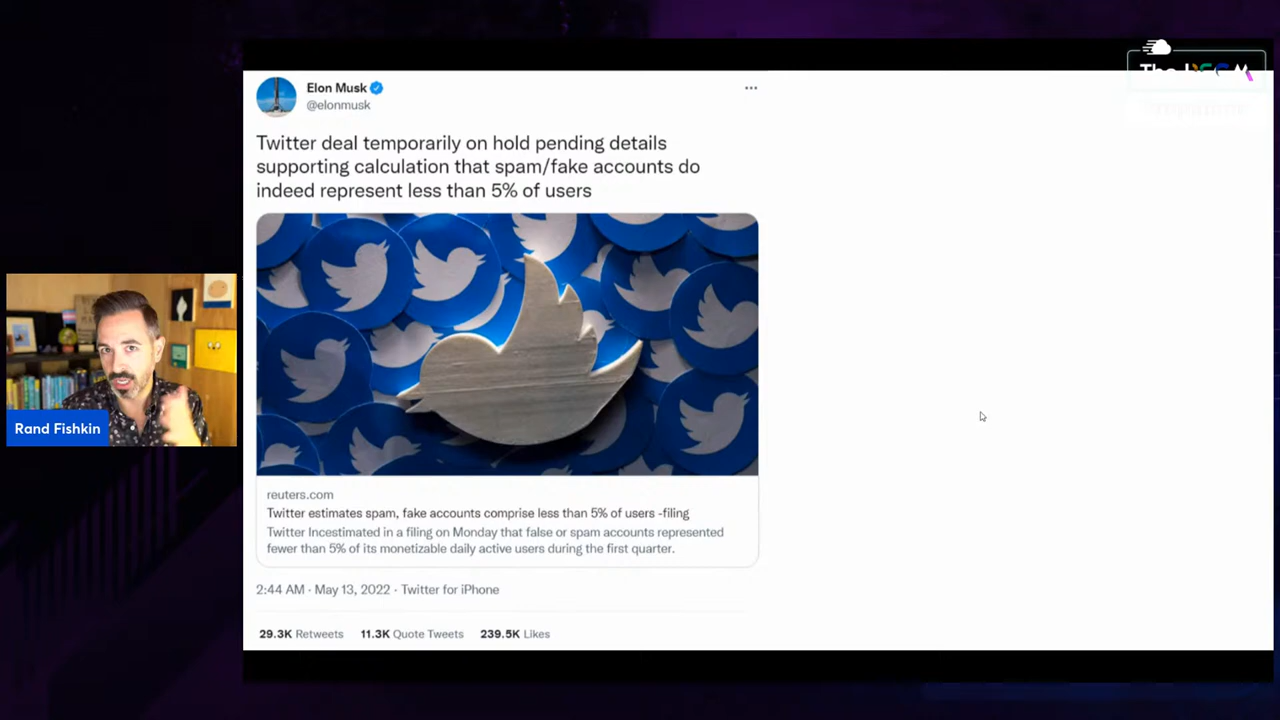 Elon Musk
@elonmusk
Twitter deal temporarily on hold pending details
supporting calculation that spam/fake accounts do
indeed represent less than 5% of users
reuters.com
Twitter estimates spam, fake accounts comprise less than 5% of users -filing
Twitter Incestimated in a filing on Monday that false or spam accounts represented
fewer than 5% of its monetizable daily active users during the first quarter.
2:44 AM · May 13, 2022 · Twitter for iPhone
29.3K Retweets 11.3K Quote Tweets 239.5K Likes
Rand Fishkin